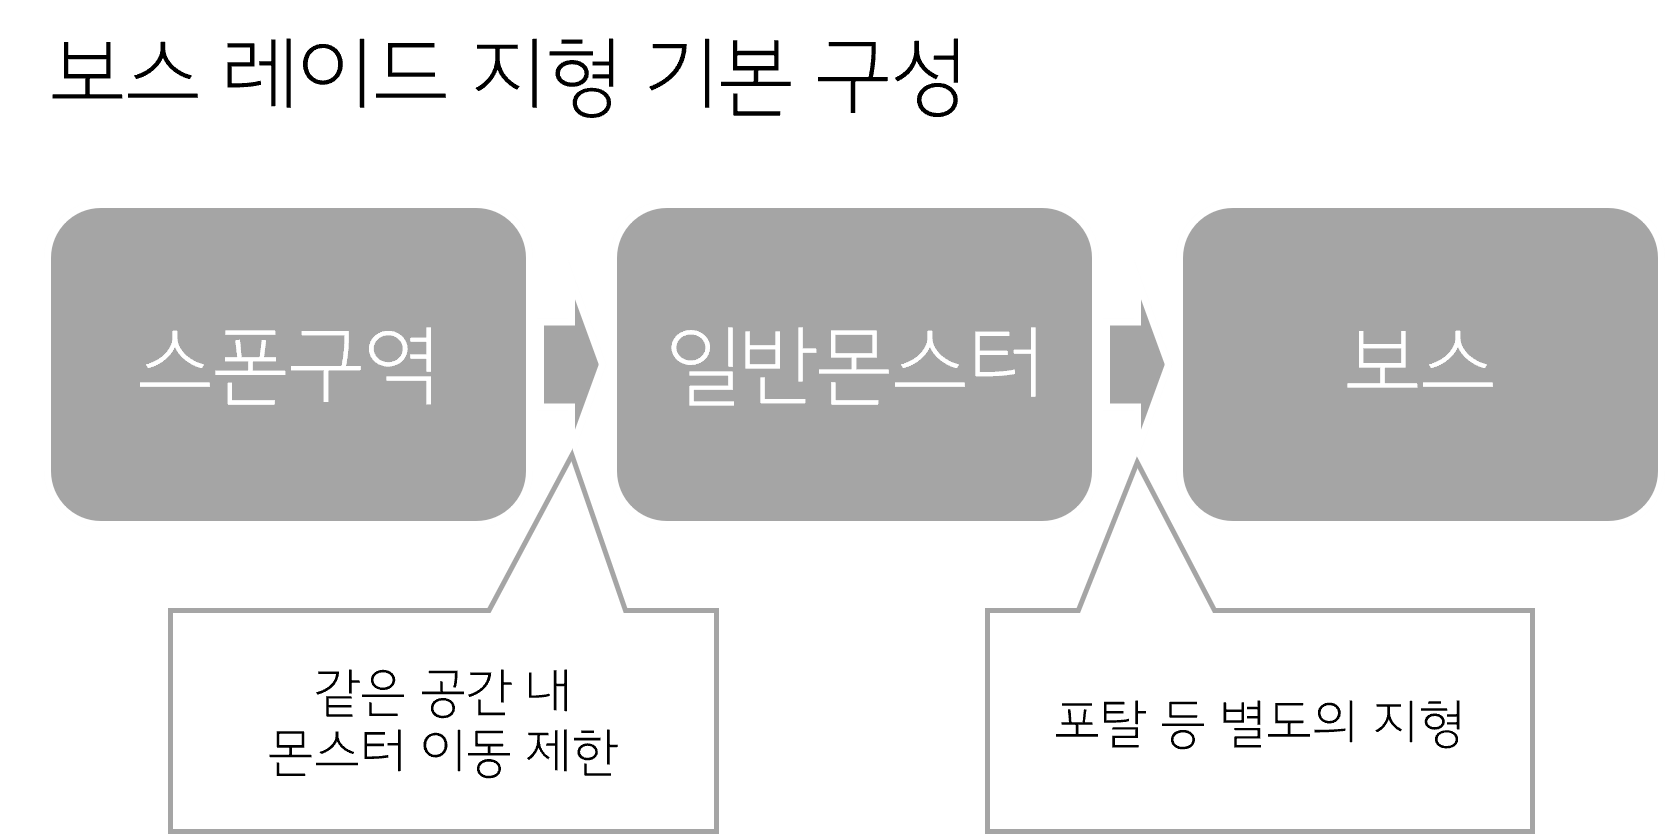 보스 레이드 지형 기본 구성
스폰구역
일반몬스터
보스
같은 공간 내
몬스터 이동 제한
포탈 등 별도의 지형